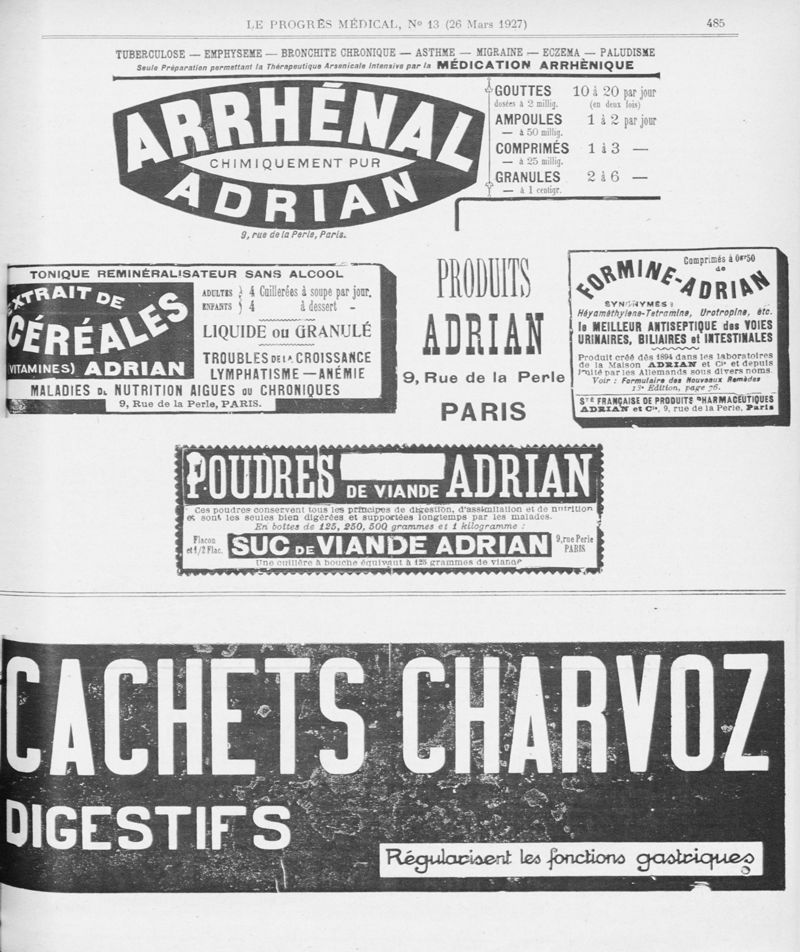 LE PROGRÈS MÉDICAL, No 13 (26 Mars 1927)
485
TUBERCULOSE — EMPHYSEME — BRONCHITE CHRONIQUE — ASTHME — MIGRAINE — ECZEMA — PALUDISME
Seule Préparation permettant la Thérapeutique Arsenicale Intensive par la MÉDICATION ARRHÈNIQUE
ARRHÉNAL
CHIMIQUEMENT PUR
ADRIAN
9, rue de la Perle, Paris.
GOUTTES 10 à 20 par jour
dosées à 2 millig. (en deux fois)
AMPOULES 1 à 2 par jour
— à 50 millig.
COMPRIMÉS 1 à 3 —
— à 25 millig.
GRANULES 2 à 6 —
— à 1 centigr.
TONIQUE REMINÉRALISATEUR SANS ALCOOL
EXTRAIT DE
CÉRÉALES
VITAMINES) ADRIAN
ADULTES } 4 Cuillerées à soupe par jour.
ENFANTS } 4 — à dessert —
LIQUIDE ou GRANULÉ
TROUBLES DE LA CROISSANCE
LYMPHATISME — ANÉMIE
MALADIES DE NUTRITION AIGUES OU CHRONIQUES
9, Rue de la Perle, PARIS.
PRODUITS
ADRIAN
9, Rue de la Perle
PARIS
Comprimés à 0gr50
de
FORMINE-ADRIAN
SYNONYMES :
Héxaméthylene-Tetramine, Urotropine, etc.
le MEILLEUR ANTISEPTIQUE des VOIES
URINAIRES, BILIAIRES et INTESTINALES
Produit créé dès 1894 dans les laboratoires
de la Maison ADRIAN et Cie et depuis
imité par les Allemands sous divers noms.
Voir : Formulaire des Nouveaux Remèdes
13e Edition, page 76.
STÉ FRANÇAISE DE PRODUITS PHARMACEUTIQUES
ADRIAN et Cie, 9, rue de la Perle, Paris
POUDRES DE VIANDE ADRIAN
Ces poudres conservent tous les principes de digestion, d'assimilation et de nutrition
et sont les seules bien digérées et supportées longtemps par les malades.
En boites de 125, 250, 500 grammes et 1 kilogramme :
Flacon
et 1/2 Flac.
SUC DE VIANDE ADRIAN
9, rue Perle
PARIS
Une cuillère à bouche équivaut à 125 grammes de viande
CACHETS CHARVOZ
DIGESTIFS
Régularisent les fonctions gastriques